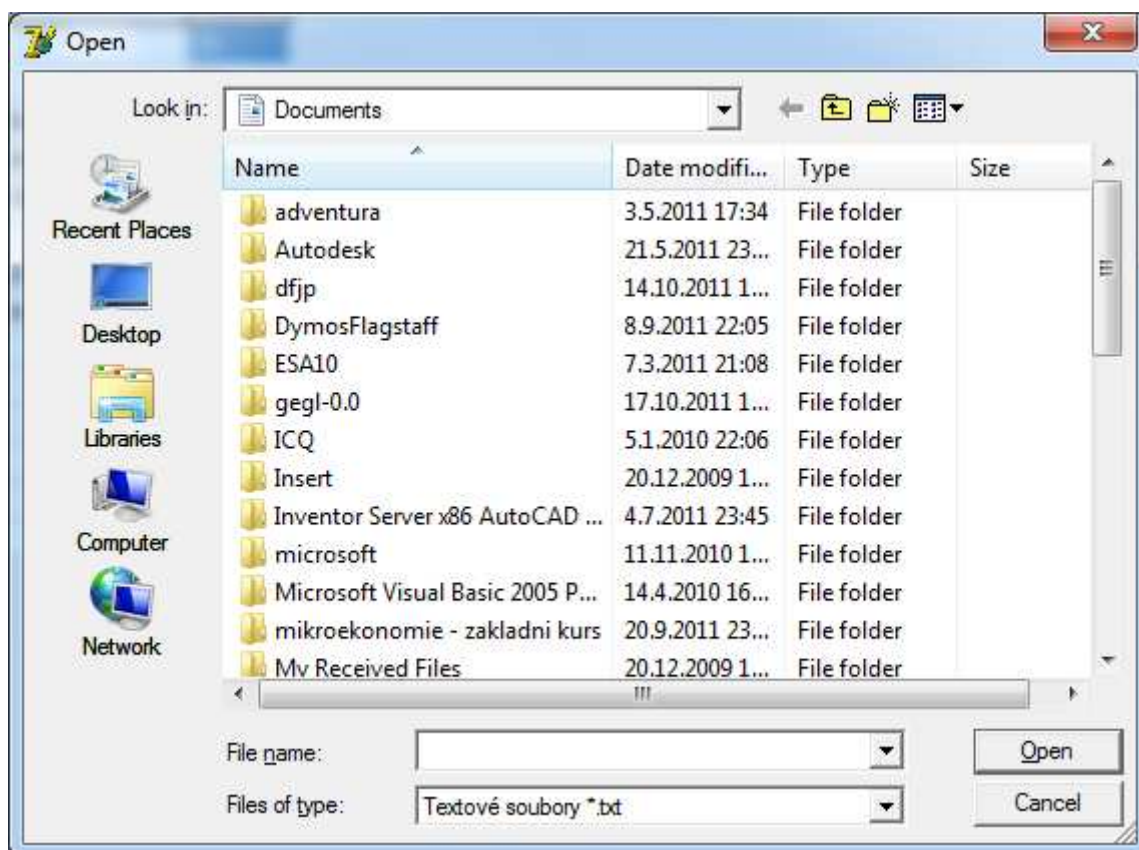 Open
Look in: Documents
Name Date modifi... Type Size
Recent Places
Desktop
Libraries
Computer
Network
adventura 3.5.2011 17:34 File folder
Autodesk 21.5.2011 23... File folder
dfjp 14.10.2011 1... File folder
DymosFlagstaff 8.9.2011 22:05 File folder
ESA10 7.3.2011 21:08 File folder
gegl-0.0 17.10.2011 1... File folder
ICQ 5.1.2010 22:06 File folder
Insert 20.12.2009 1... File folder
Inventor Server x86 AutoCAD ... 4.7.2011 23:45 File folder
microsoft 11.11.2010 1... File folder
Microsoft Visual Basic 2005 P... 14.4.2010 16... File folder
mikroekonomie - zakladni kurs 20.9.2011 23... File folder
My Received Files 20.12.2009 1... File folder
File name: Open
Files of type: Textové soubory *.txt Cancel